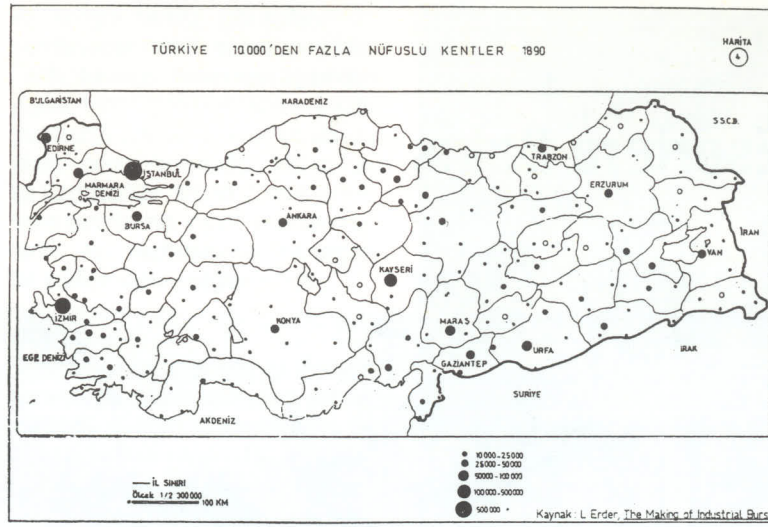 TÜRKİYE 10.000'DEN FAZLA NÜFUSLU KENTLER 1890
HARİTA
4
BULGARİSTAN
KARADENİZ
S.S.C.B.
EDİRNE
İSTANBUL
TRABZON
MARMARA
DENİZİ
ERZURUM
BURSA
ANKARA
İRAN
VAN
KAYSERİ
İZMİR
KONYA
MARAŞ
EGE DENİZİ
GAZİANTEP
URFA
IRAK
SURİYE
AKDENİZ
10 000-25 000
25 000-50 000
50000-100 000
100 000-500 000
500 000
İL SINIRI
Ölçek 1/2 300 000
100 KM
Kaynak : L. Erder, The Making of Industrial Burs